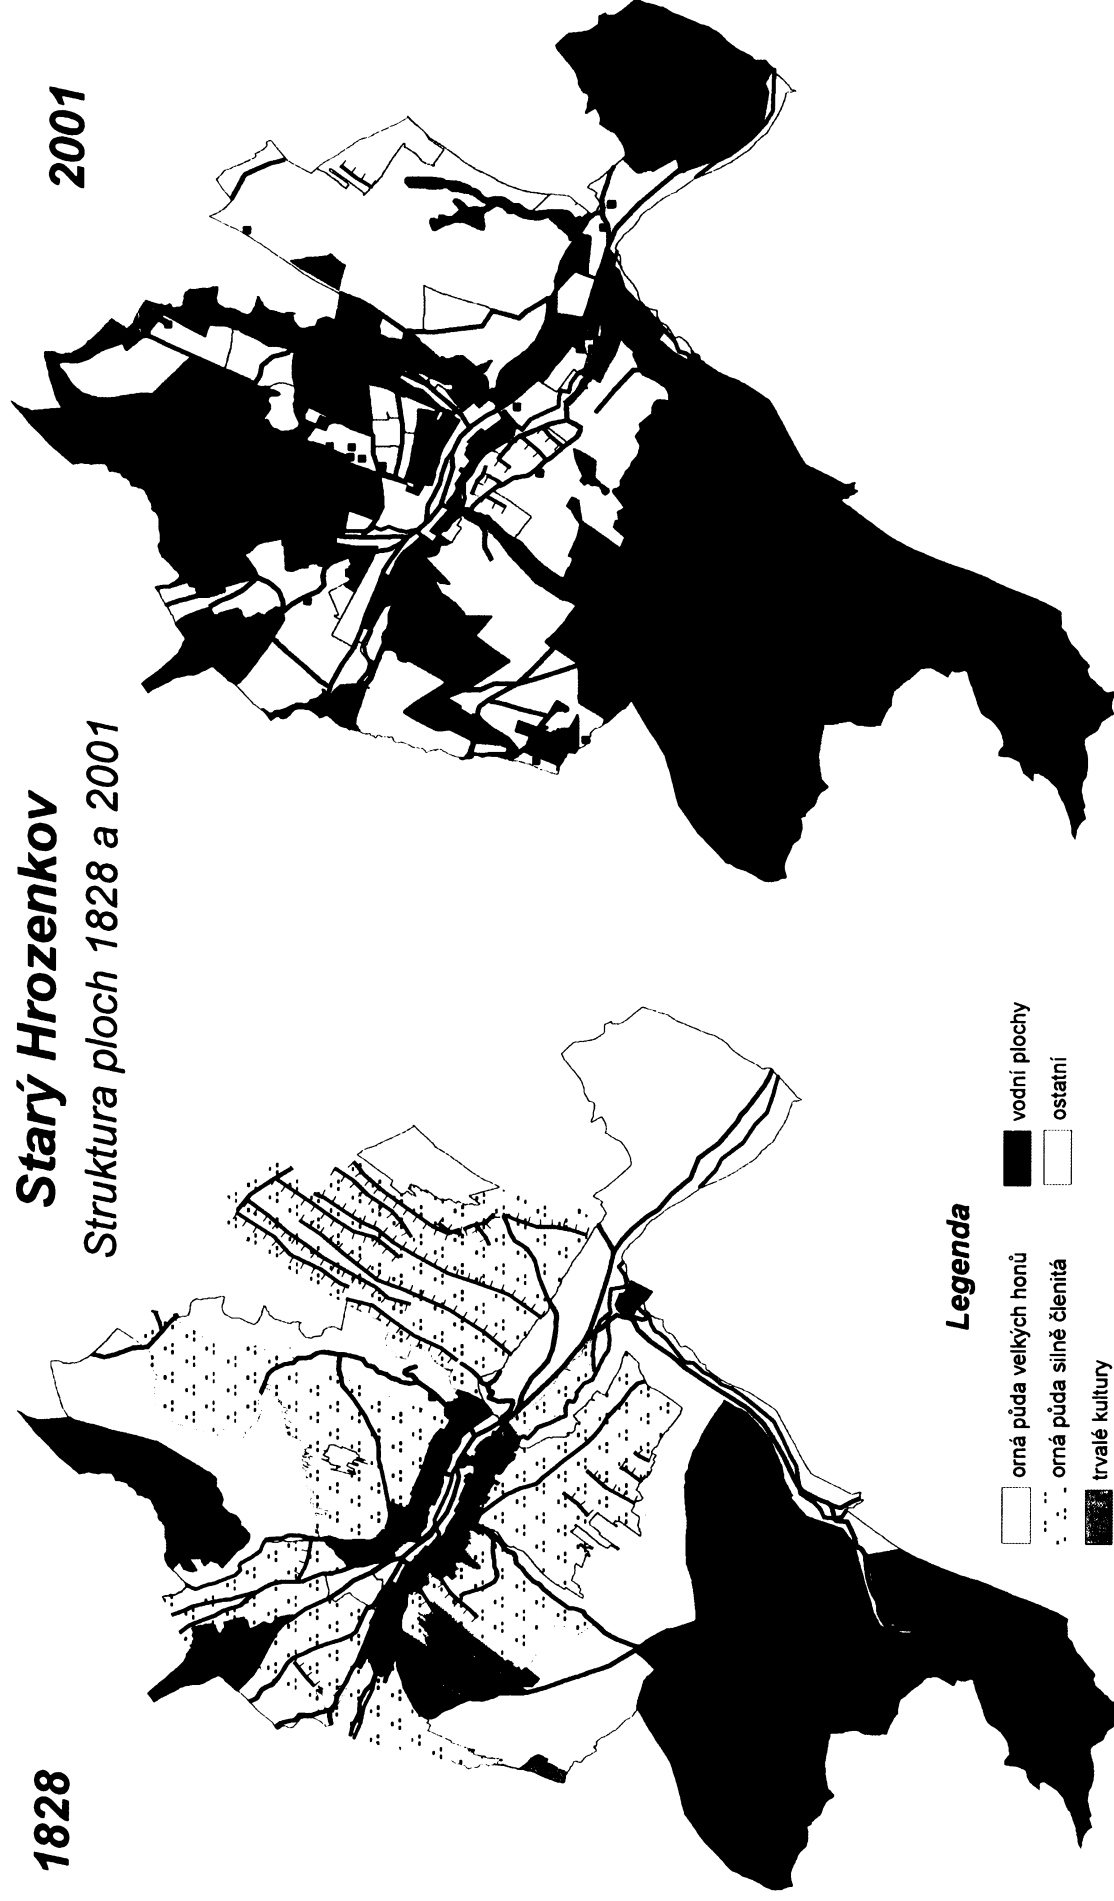 Starý Hrozenkov
Struktura ploch 1828 a 2001
1828
2001
Legenda
orná půda velkých honů
orná půda silně členitá
trvalé kultury
vodní plochy
ostatní